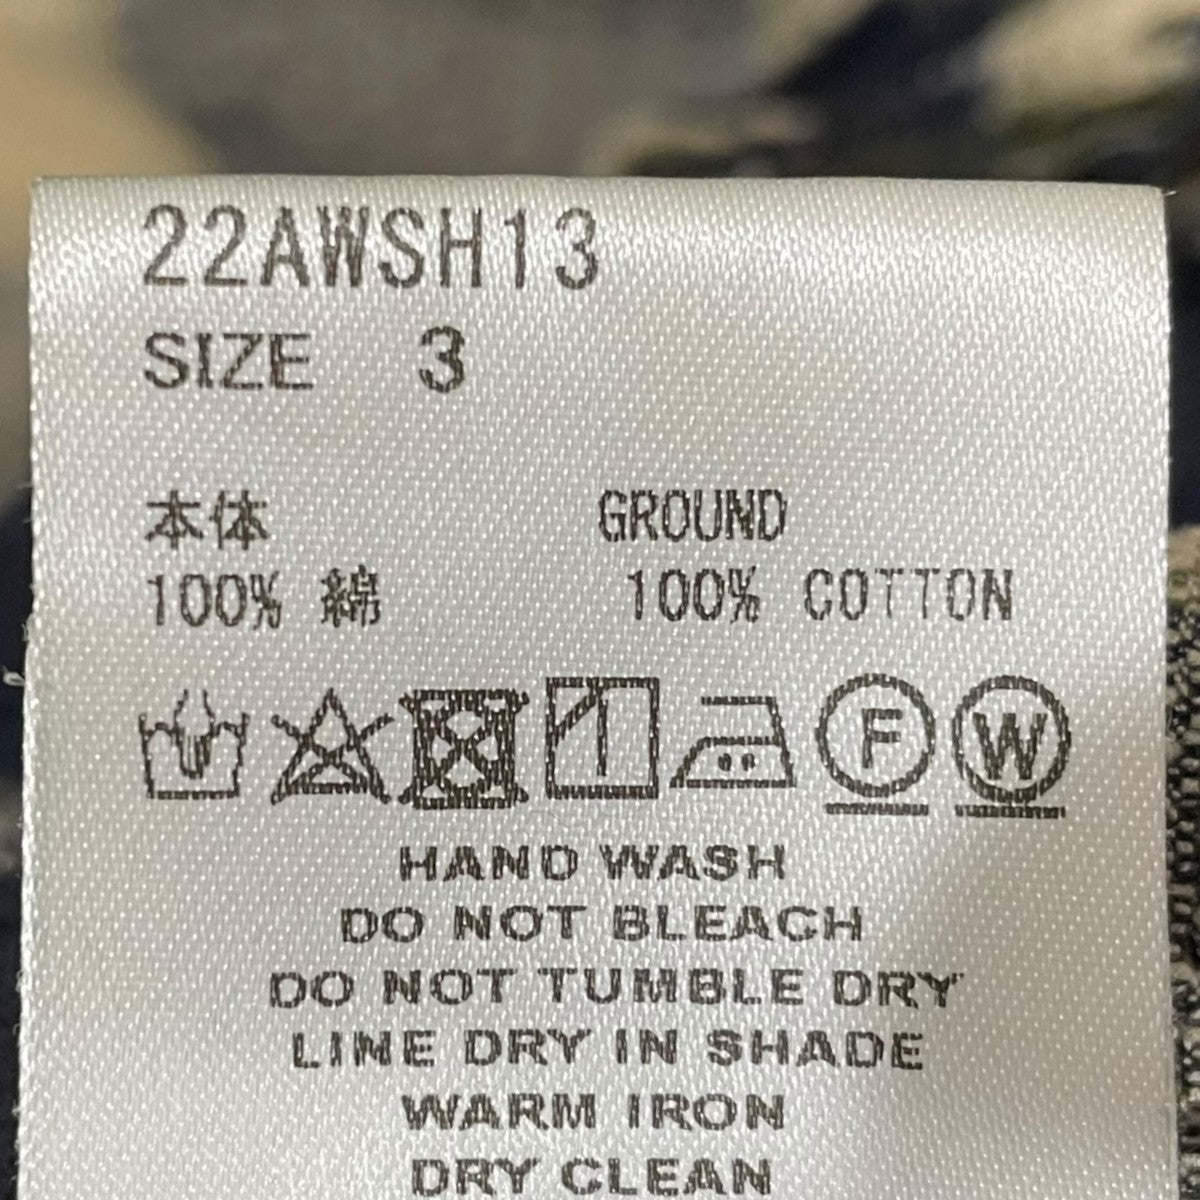 22AWSH13
SIZE 3
本体 GROUND
100% 綿 100% COTTON
F W
HAND WASH
DO NOT BLEACH
DO NOT TUMBLE DRY
LINE DRY IN SHADE
WARM IRON
DRY CLEAN